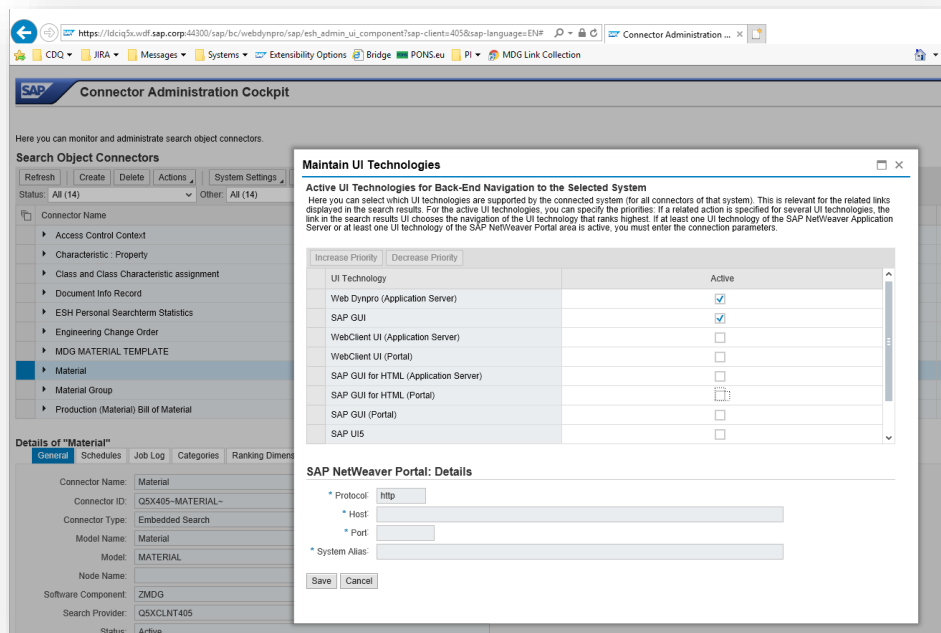 https://ldciq5x.wdf.sap.corp:44300/sap/bc/webdynpro/sap/esh_admin_ui_component?sap-client=405&sap-language=EN#
Connector Administration ...
CDQ
JIRA
Messages
Systems
Extensibility Options
Bridge
PONS.eu
PI
MDG Link Collection
SAP
Connector Administration Cockpit
Here you can monitor and administrate search object connectors.
Search Object Connectors
Refresh
Create
Delete
Actions
System Settings
Status: All (14)
Other: All (14)
Connector Name
Access Control Context
Characteristic : Property
Class and Class Characteristic assignment
Document Info Record
ESH Personal Searchterm Statistics
Engineering Change Order
MDG MATERIAL TEMPLATE
Material
Material Group
Production (Material) Bill of Material
Details of "Material"
General
Schedules
Job Log
Categories
Ranking Dimens
Connector Name: Material
Connector ID: Q5X405~MATERIAL~
Connector Type: Embedded Search
Model Name: Material
Model: MATERIAL
Node Name:
Software Component: ZMDG
Search Provider: Q5XCLNT405
Status: Active
Maintain UI Technologies
Active UI Technologies for Back-End Navigation to the Selected System
Here you can select which UI technologies are supported by the connected system (for all connectors of that system). This is relevant for the related links
displayed in the search results. For the active UI technologies, you can specify the priorities: If a related action is specified for several UI technologies, the
link in the search results UI chooses the navigation of the UI technology that ranks highest. If at least one UI technology of the SAP NetWeaver Application
Server or at least one UI technology of the SAP NetWeaver Portal area is active, you must enter the connection parameters.
Increase Priority
Decrease Priority
UI Technology
Active
Web Dynpro (Application Server)
SAP GUI
WebClient UI (Application Server)
WebClient UI (Portal)
SAP GUI for HTML (Application Server)
SAP GUI for HTML (Portal)
SAP GUI (Portal)
SAP UI5
SAP NetWeaver Portal: Details
* Protocol: http
* Host:
* Port:
* System Alias:
Save
Cancel